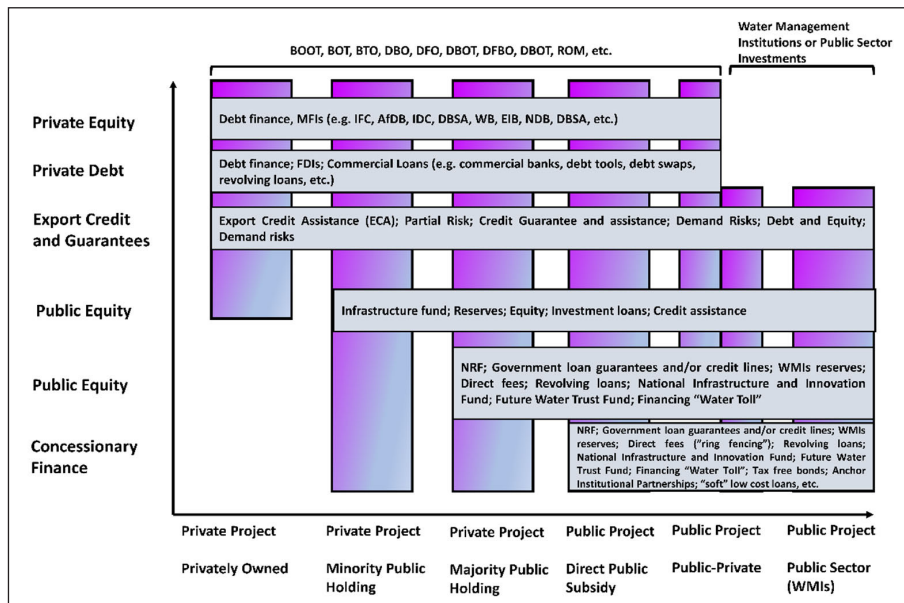 BOOT, BOT, BTO, DBO, DFO, DBOT, DFBO, DBOT, ROM, etc.
Water Management
Institutions or Public Sector
Investments
Private Equity
Debt finance, MFIs (e.g. IFC, AfDB, IDC, DBSA, WB, EIB, NDB, DBSA, etc.)
Private Debt
Debt finance; FDIs; Commercial Loans (e.g. commercial banks, debt tools, debt swaps,
revolving loans, etc.)
Export Credit
and Guarantees
Export Credit Assistance (ECA); Partial Risk; Credit Guarantee and assistance; Demand Risks; Debt and Equity;
Demand risks
Public Equity
Infrastructure fund; Reserves; Equity; Investment loans; Credit assistance
Public Equity
NRF; Government loan guarantees and/or credit lines; WMIs reserves;
Direct fees; Revolving loans; National Infrastructure and Innovation
Fund; Future Water Trust Fund; Financing “Water Toll”
Concessionary
Finance
NRF; Government loan guarantees and/or credit lines; WMIs
reserves; Direct fees (“ring fencing”); Revolving loans;
National Infrastructure and Innovation Fund; Future Water
Trust Fund; Financing “Water Toll”; Tax free bonds; Anchor
Institutional Partnerships; “soft” low cost loans, etc.
Private Project
Privately Owned
Private Project
Minority Public
Holding
Private Project
Majority Public
Holding
Public Project
Direct Public
Subsidy
Public Project
Public-Private
Public Project
Public Sector
(WMIs)